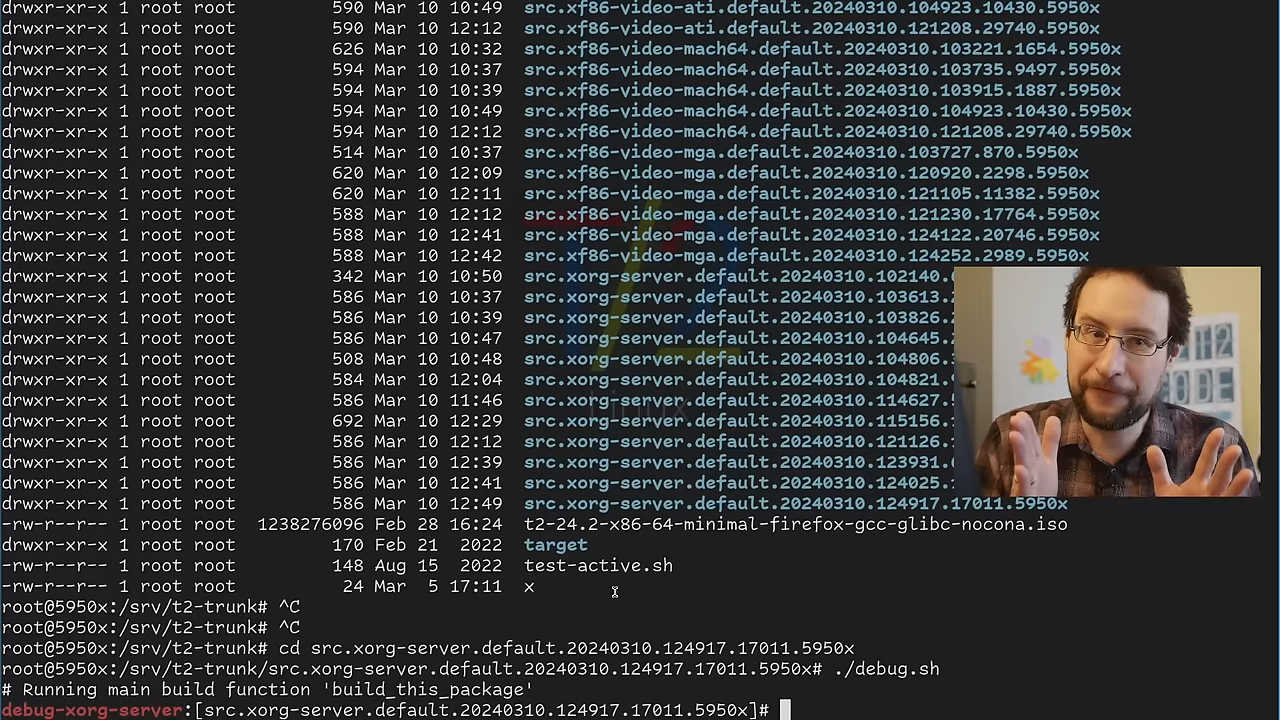 drwxr-xr-x 1 root root 590 Mar 10 10:49 src.xf86-video-ati.default.20240310.104923.10430.5950x
drwxr-xr-x 1 root root 590 Mar 10 12:12 src.xf86-video-ati.default.20240310.121208.29740.5950x
drwxr-xr-x 1 root root 626 Mar 10 10:32 src.xf86-video-mach64.default.20240310.103221.1654.5950x
drwxr-xr-x 1 root root 594 Mar 10 10:37 src.xf86-video-mach64.default.20240310.103735.9497.5950x
drwxr-xr-x 1 root root 594 Mar 10 10:39 src.xf86-video-mach64.default.20240310.103915.1887.5950x
drwxr-xr-x 1 root root 594 Mar 10 10:49 src.xf86-video-mach64.default.20240310.104923.10430.5950x
drwxr-xr-x 1 root root 594 Mar 10 12:12 src.xf86-video-mach64.default.20240310.121208.29740.5950x
drwxr-xr-x 1 root root 514 Mar 10 10:37 src.xf86-video-mga.default.20240310.103727.870.5950x
drwxr-xr-x 1 root root 620 Mar 10 12:09 src.xf86-video-mga.default.20240310.120920.2298.5950x
drwxr-xr-x 1 root root 620 Mar 10 12:11 src.xf86-video-mga.default.20240310.121105.11382.5950x
drwxr-xr-x 1 root root 588 Mar 10 12:12 src.xf86-video-mga.default.20240310.121230.17764.5950x
drwxr-xr-x 1 root root 588 Mar 10 12:41 src.xf86-video-mga.default.20240310.124122.20746.5950x
drwxr-xr-x 1 root root 588 Mar 10 12:42 src.xf86-video-mga.default.20240310.124252.2989.5950x
drwxr-xr-x 1 root root 342 Mar 10 10:50 src.xorg-server.default.20240310.102140.
drwxr-xr-x 1 root root 586 Mar 10 10:37 src.xorg-server.default.20240310.103613.
drwxr-xr-x 1 root root 586 Mar 10 10:39 src.xorg-server.default.20240310.103826.
drwxr-xr-x 1 root root 586 Mar 10 10:47 src.xorg-server.default.20240310.104645.
drwxr-xr-x 1 root root 508 Mar 10 10:48 src.xorg-server.default.20240310.104806.
drwxr-xr-x 1 root root 584 Mar 10 12:04 src.xorg-server.default.20240310.104821.
drwxr-xr-x 1 root root 586 Mar 10 11:46 src.xorg-server.default.20240310.114627.
drwxr-xr-x 1 root root 692 Mar 10 12:29 src.xorg-server.default.20240310.115156.
drwxr-xr-x 1 root root 586 Mar 10 12:12 src.xorg-server.default.20240310.121126.
drwxr-xr-x 1 root root 586 Mar 10 12:39 src.xorg-server.default.20240310.123931.
drwxr-xr-x 1 root root 586 Mar 10 12:41 src.xorg-server.default.20240310.124025.
drwxr-xr-x 1 root root 586 Mar 10 12:49 src.xorg-server.default.20240310.124917.17011.5950x
-rw-r--r-- 1 root root 1238276096 Feb 28 16:24 t2-24.2-x86-64-minimal-firefox-gcc-glibc-nocona.iso
drwxr-xr-x 1 root root 170 Feb 21 2022 target
-rw-r--r-- 1 root root 148 Aug 15 2022 test-active.sh
-rw-r--r-- 1 root root 24 Mar 5 17:11 x
root@5950x:/srv/t2-trunk# ^C
root@5950x:/srv/t2-trunk# ^C
root@5950x:/srv/t2-trunk# cd src.xorg-server.default.20240310.124917.17011.5950x
root@5950x:/srv/t2-trunk/src.xorg-server.default.20240310.124917.17011.5950x# ./debug.sh
# Running main build function 'build_this_package'
debug-xorg-server:[src.xorg-server.default.20240310.124917.17011.5950x]#